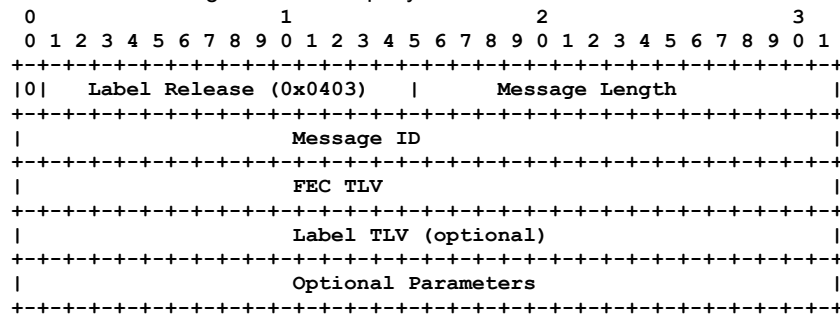 0                   1                   2                   3
0 1 2 3 4 5 6 7 8 9 0 1 2 3 4 5 6 7 8 9 0 1 2 3 4 5 6 7 8 9 0 1
+-+-+-+-+-+-+-+-+-+-+-+-+-+-+-+-+-+-+-+-+-+-+-+-+-+-+-+-+-+-+-+-+
|0|   Label Release (0x0403)   |      Message Length            |
+-+-+-+-+-+-+-+-+-+-+-+-+-+-+-+-+-+-+-+-+-+-+-+-+-+-+-+-+-+-+-+-+
|                     Message ID                                |
+-+-+-+-+-+-+-+-+-+-+-+-+-+-+-+-+-+-+-+-+-+-+-+-+-+-+-+-+-+-+-+-+
|                     FEC TLV                                   |
+-+-+-+-+-+-+-+-+-+-+-+-+-+-+-+-+-+-+-+-+-+-+-+-+-+-+-+-+-+-+-+-+
|                     Label TLV (optional)                      |
+-+-+-+-+-+-+-+-+-+-+-+-+-+-+-+-+-+-+-+-+-+-+-+-+-+-+-+-+-+-+-+-+
|                     Optional Parameters                       |
+-+-+-+-+-+-+-+-+-+-+-+-+-+-+-+-+-+-+-+-+-+-+-+-+-+-+-+-+-+-+-+-+